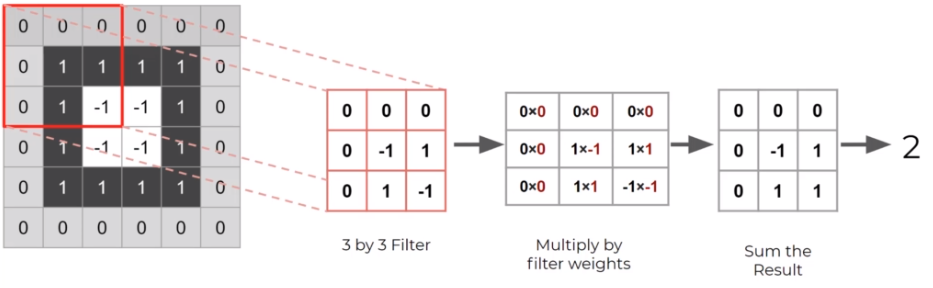 0 0 0 0 0 0
0 1 1 1 1 0
0 1 -1 -1 1 0
0 1 -1 -1 1 0
0 1 1 1 1 0
0 0 0 0 0 0
0 0 0
0 -1 1
0 1 -1
3 by 3 Filter
0×0 0×0 0×0
0×0 1×-1 1×1
0×0 1×1 -1×-1
Multiply by
filter weights
0 0 0
0 -1 1
0 1 1
Sum the
Result
2